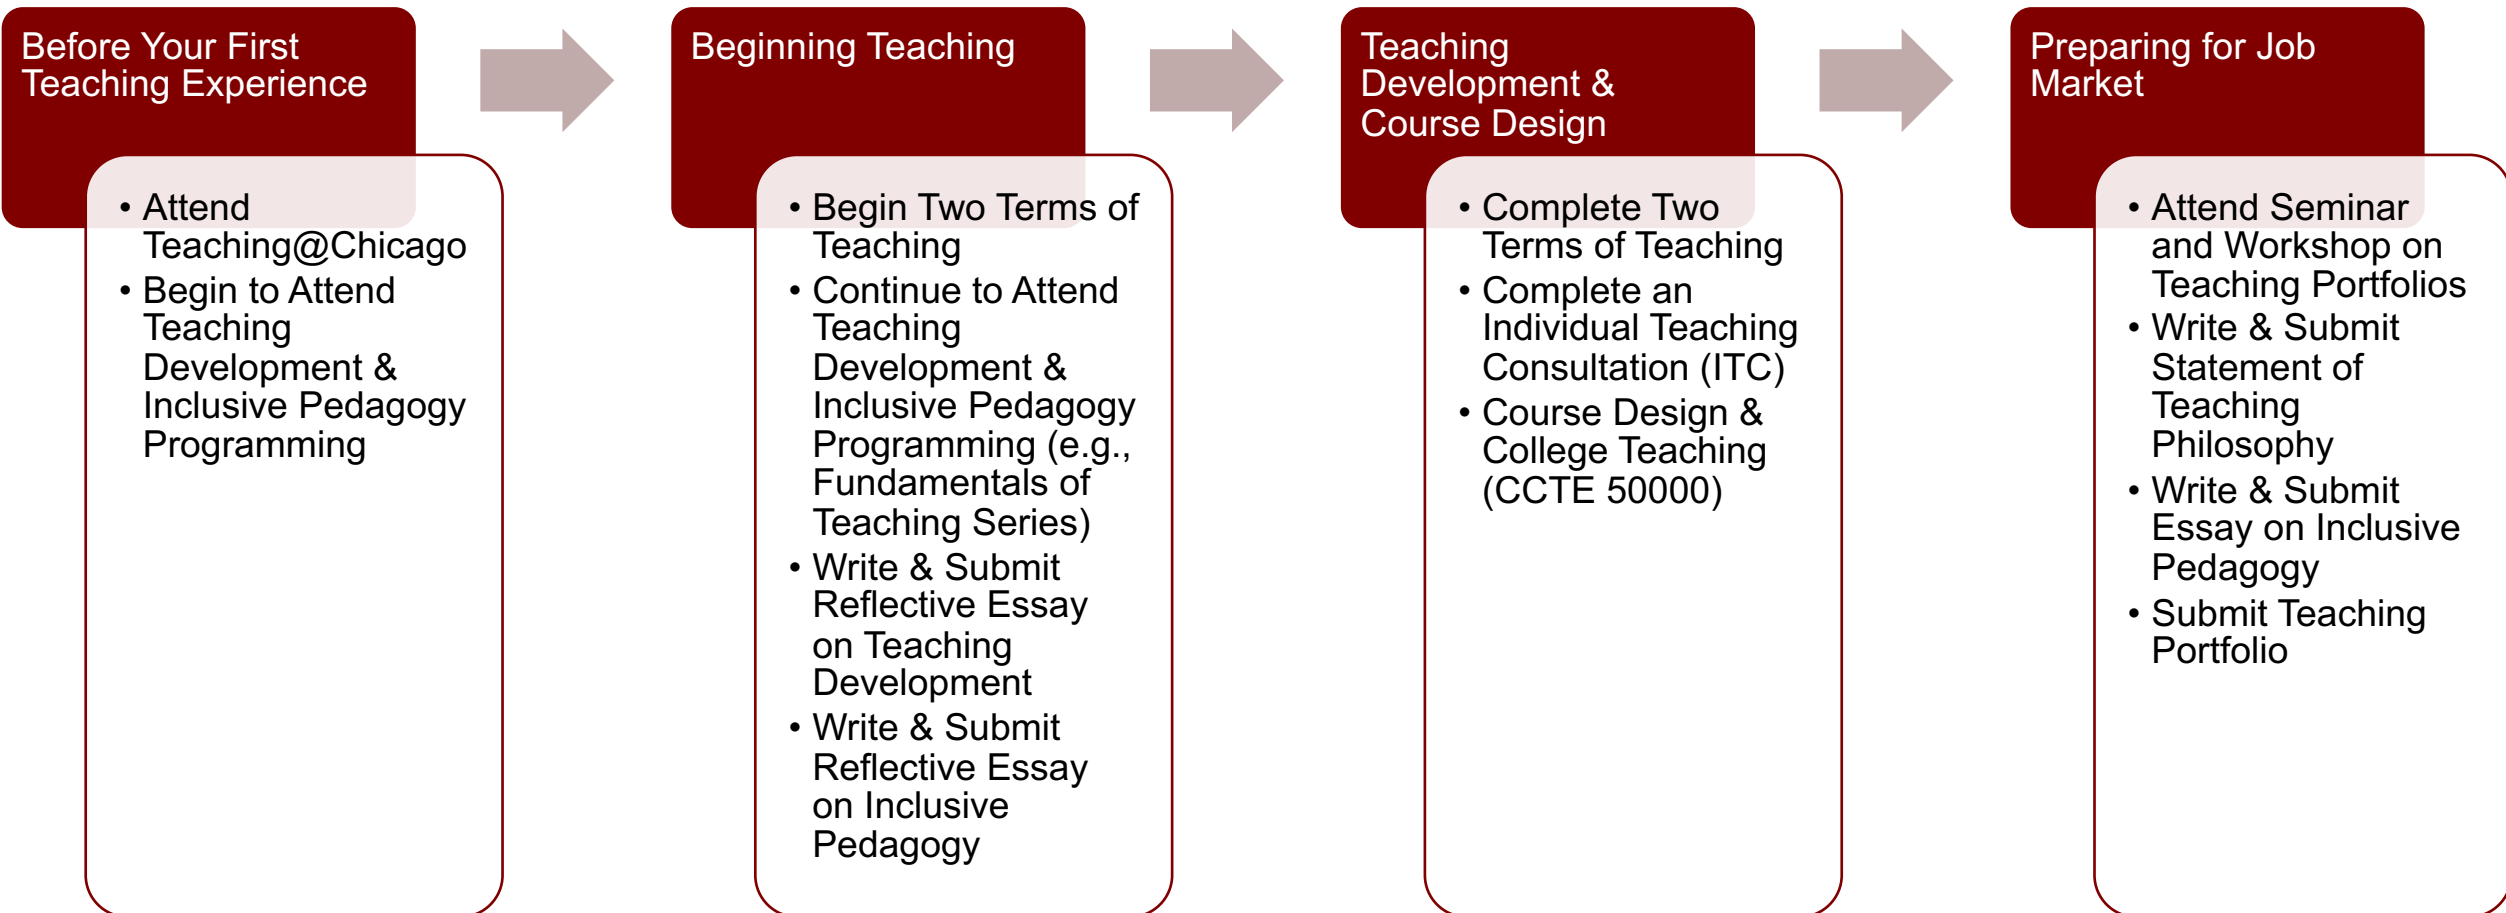 Before Your First
Teaching Experience
• Attend
Teaching@Chicago
• Begin to Attend
Teaching
Development &
Inclusive Pedagogy
Programming
Beginning Teaching
• Begin Two Terms of
Teaching
• Continue to Attend
Teaching
Development &
Inclusive Pedagogy
Programming (e.g.,
Fundamentals of
Teaching Series)
• Write & Submit
Reflective Essay
on Teaching
Development
• Write & Submit
Reflective Essay
on Inclusive
Pedagogy
Teaching
Development &
Course Design
• Complete Two
Terms of Teaching
• Complete an
Individual Teaching
Consultation (ITC)
• Course Design &
College Teaching
(CCTE 50000)
Preparing for Job
Market
• Attend Seminar
and Workshop on
Teaching Portfolios
• Write & Submit
Statement of
Teaching
Philosophy
• Write & Submit
Essay on Inclusive
Pedagogy
• Submit Teaching
Portfolio